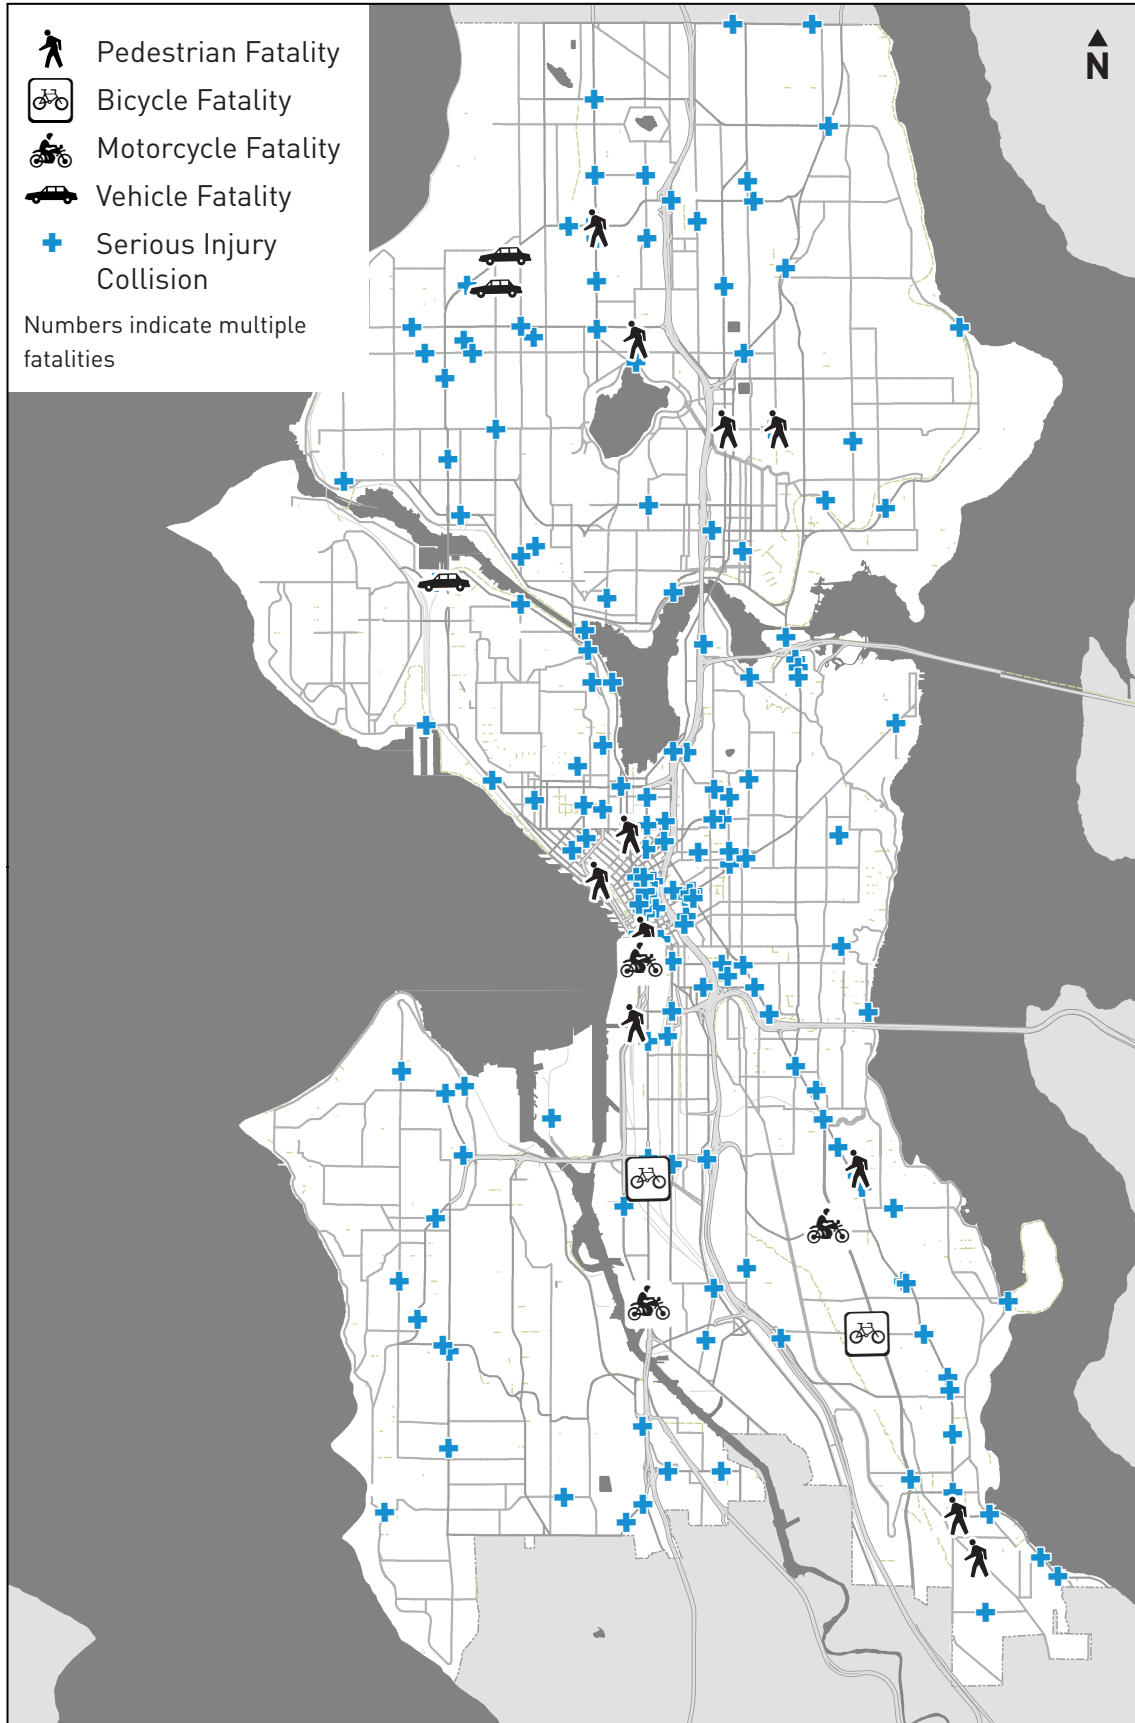 Pedestrian Fatality
Bicycle Fatality
Motorcycle Fatality
Vehicle Fatality
Serious Injury
Collision
Numbers indicate multiple
fatalities
N